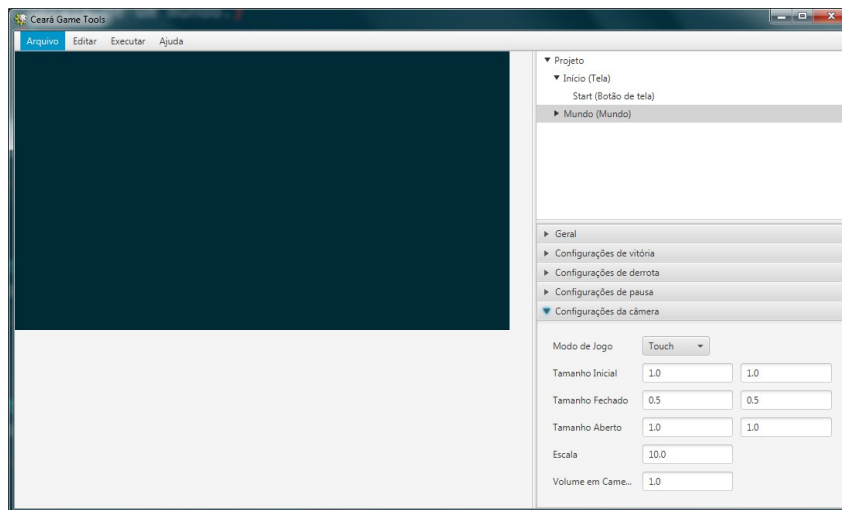 Ceará Game Tools
Arquivo Editar Executar Ajuda
Projeto
Início (Tela)
Start (Botão de tela)
Mundo (Mundo)
Geral
Configurações de vitória
Configurações de derrota
Configurações de pausa
Configurações da câmera
Modo de Jogo Touch
Tamanho Inicial 1.0 1.0
Tamanho Fechado 0.5 0.5
Tamanho Aberto 1.0 1.0
Escala 10.0
Volume em Came... 1.0